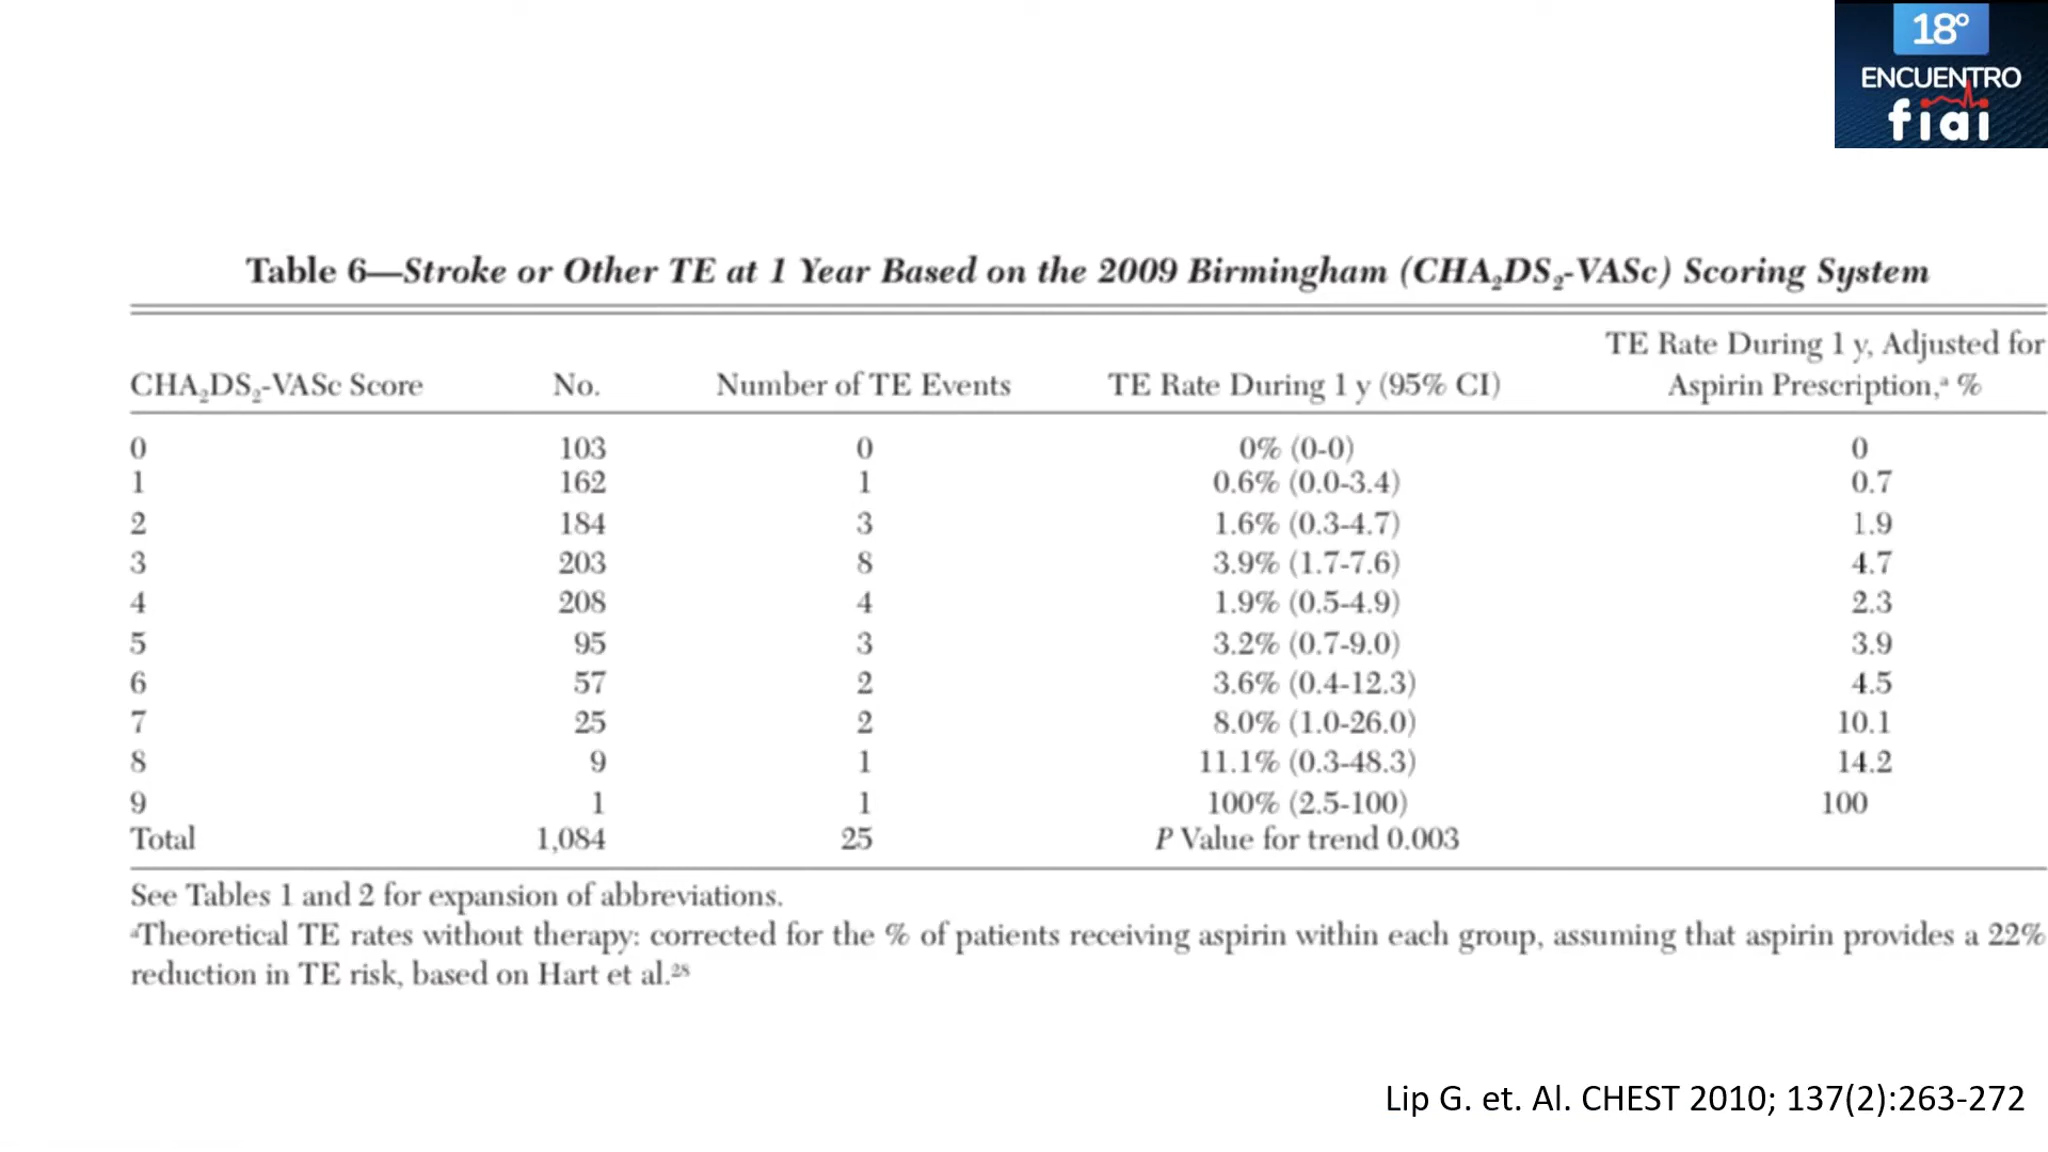 18º
ENCUENTRO
fiai
Table 6—Stroke or Other TE at 1 Year Based on the 2009 Birmingham (CHA₂DS₂-VASc) Scoring System
CHA₂DS₂-VASc Score No. Number of TE Events TE Rate During 1 y (95% CI) TE Rate During 1 y, Adjusted for Aspirin Prescription,ᵃ %
0 103 0 0% (0-0) 0
1 162 1 0.6% (0.0-3.4) 0.7
2 184 3 1.6% (0.3-4.7) 1.9
3 203 8 3.9% (1.7-7.6) 4.7
4 208 4 1.9% (0.5-4.9) 2.3
5 95 3 3.2% (0.7-9.0) 3.9
6 57 2 3.6% (0.4-12.3) 4.5
7 25 2 8.0% (1.0-26.0) 10.1
8 9 1 11.1% (0.3-48.3) 14.2
9 1 1 100% (2.5-100) 100
Total 1,084 25 P Value for trend 0.003
See Tables 1 and 2 for expansion of abbreviations.
ᵃTheoretical TE rates without therapy: corrected for the % of patients receiving aspirin within each group, assuming that aspirin provides a 22%
reduction in TE risk, based on Hart et al.²⁸
Lip G. et. Al. CHEST 2010; 137(2):263-272